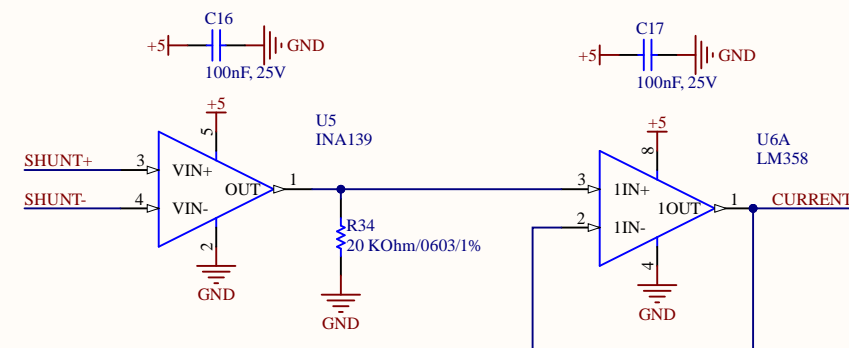 C16
+5
GND
100nF, 25V
C17
+5
GND
100nF, 25V
+5
5
U5
INA139
SHUNT+
3
VIN+
OUT
1
SHUNT-
4
VIN-
2
GND
R34
20 KOhm/0603/1%
GND
+5
8
U6A
LM358
3
1IN+
2
1IN-
1OUT
1
CURRENT
4
GND